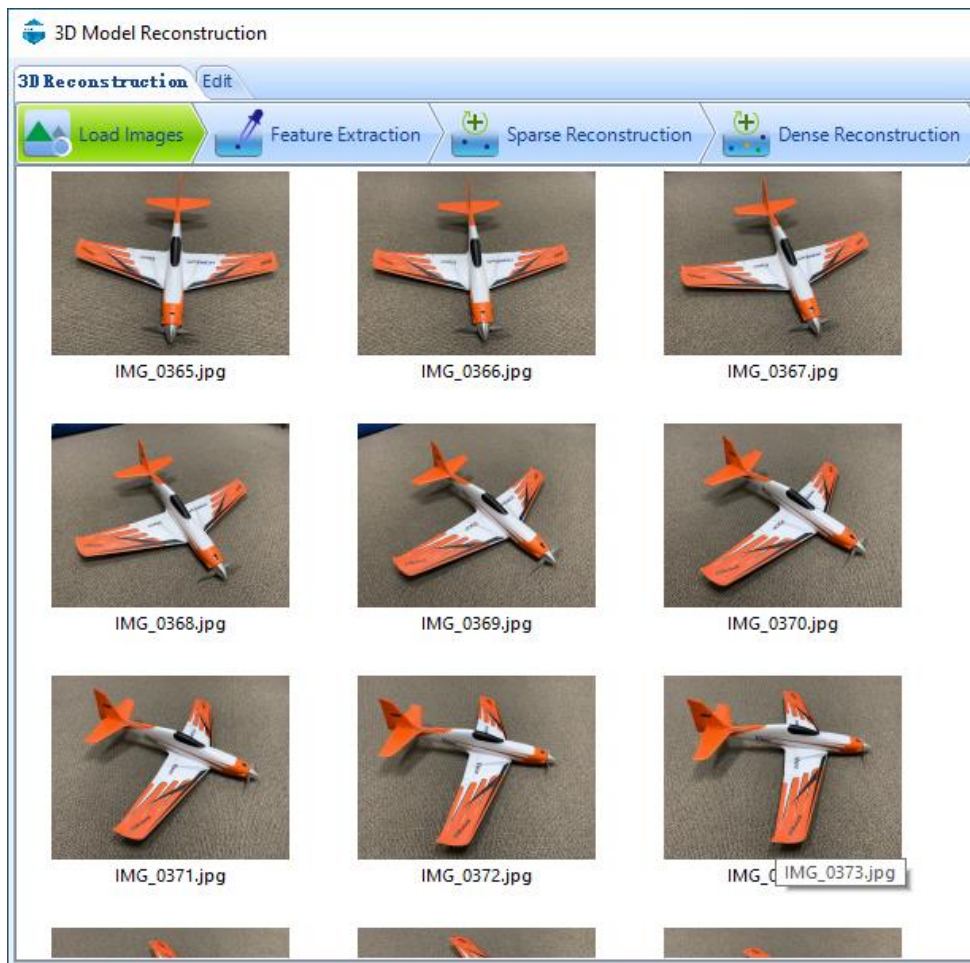 3D Model Reconstruction
3D Reconstruction Edit
Load Images Feature Extraction Sparse Reconstruction Dense Reconstruction
IMG_0365.jpg IMG_0366.jpg IMG_0367.jpg
IMG_0368.jpg IMG_0369.jpg IMG_0370.jpg
IMG_0371.jpg IMG_0372.jpg IMG_0373.jpg